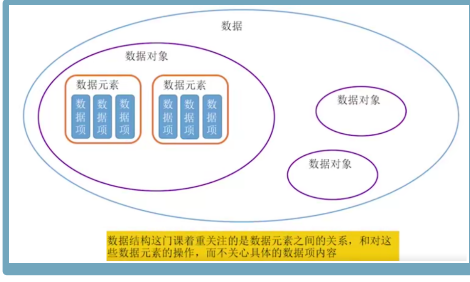 数据
数据对象
数据元素
数据元素
数据项
数据项
数据项
数据项
数据项
数据项
数据对象
数据对象
数据结构这门课着重关注的是数据元素之间的关系，和对这
些数据元素的操作，而不关心具体的数据项内容